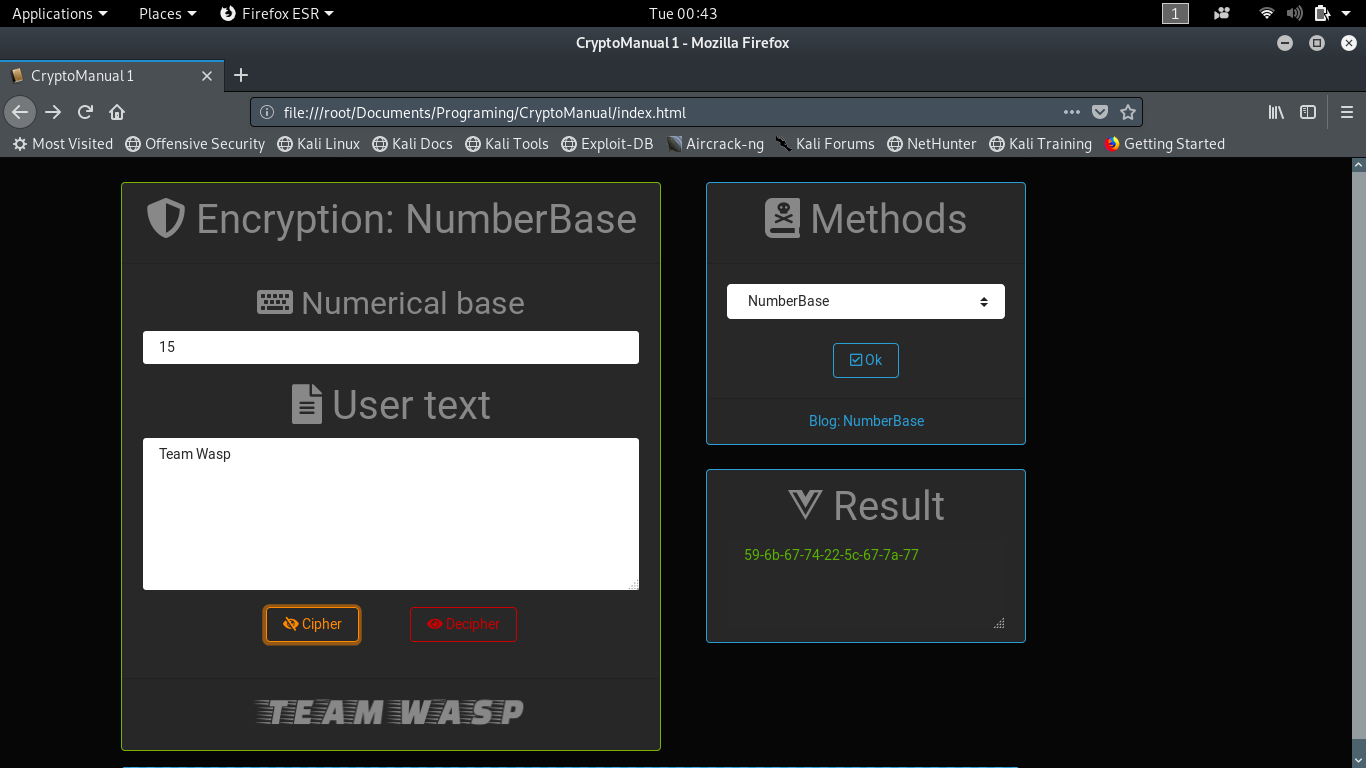 Applications Places Firefox ESR Tue 00:43 1
CryptoManual 1 - Mozilla Firefox
CryptoManual 1
file:///root/Documents/Programing/CryptoManual/index.html
Most Visited Offensive Security Kali Linux Kali Docs Kali Tools Exploit-DB Aircrack-ng Kali Forums NetHunter Kali Training Getting Started
Encryption: NumberBase
Numerical base
15
User text
Team Wasp
Cipher Decipher
TEAM WASP
Methods
NumberBase
Ok
Blog: NumberBase
Result
59-6b-67-74-22-5c-67-7a-77